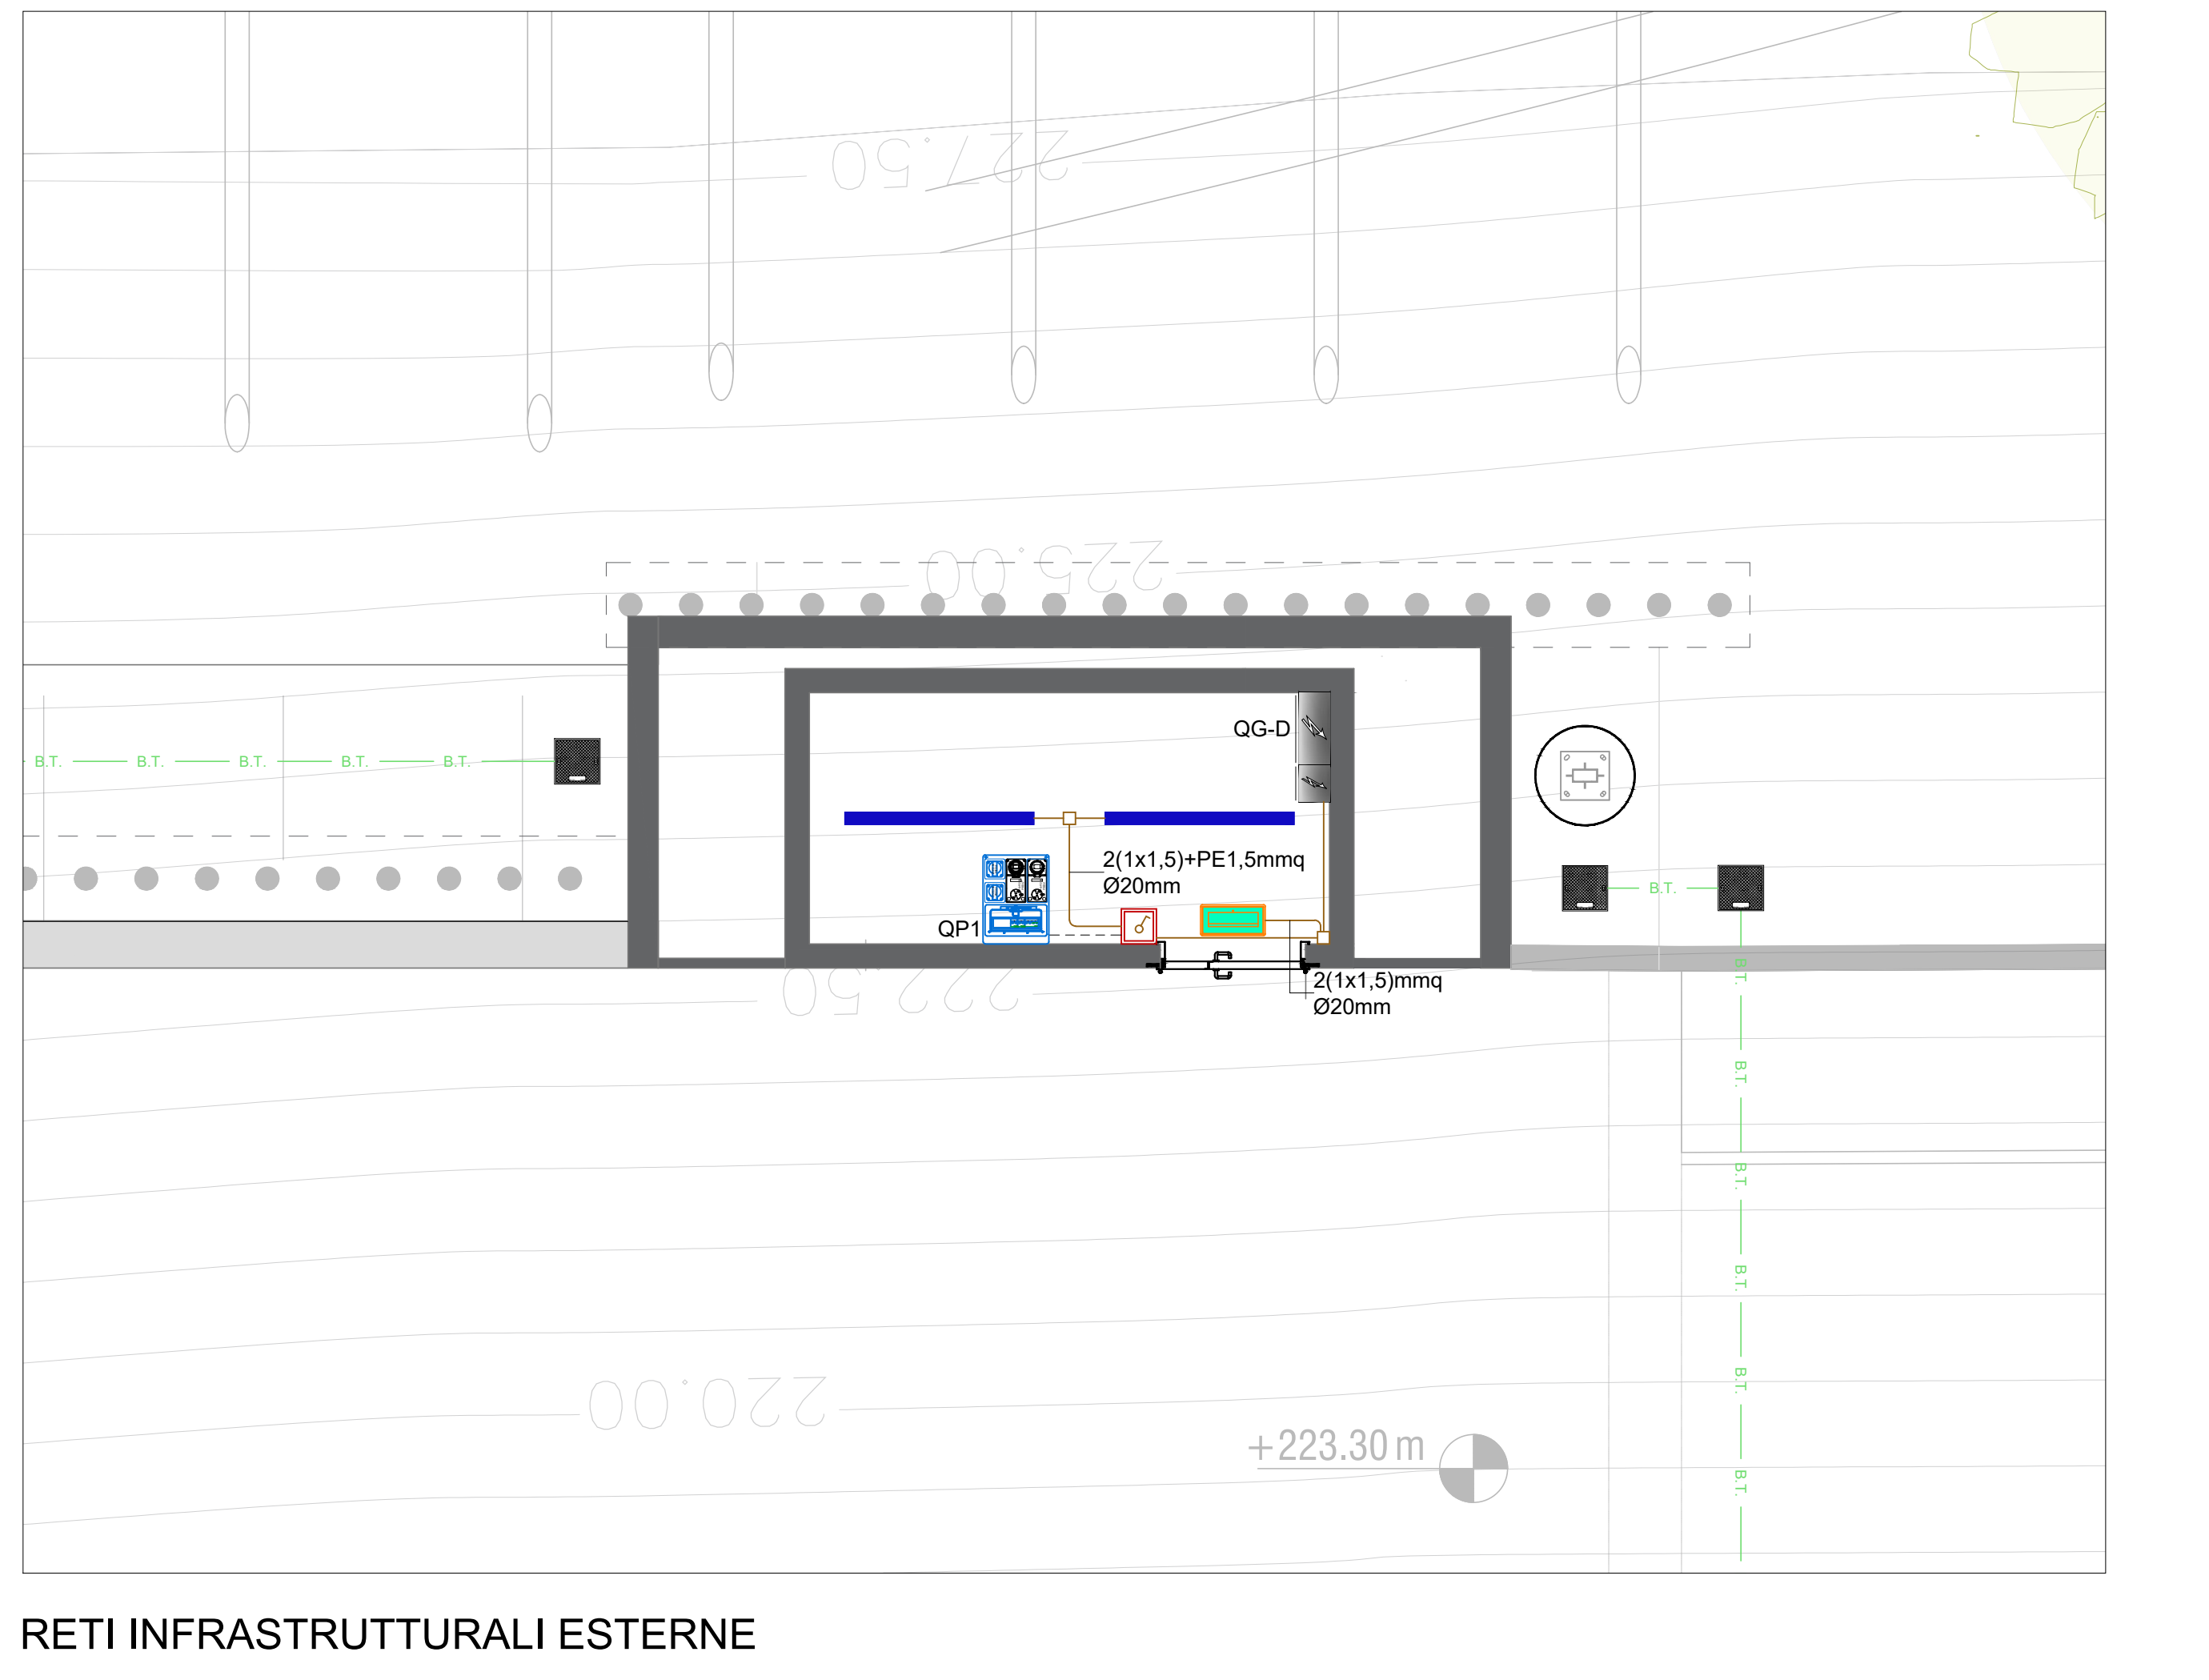 227.50
225.00
QG-D
B.T. B.T. B.T. B.T. B.T.
2(1x1,5)+PE1,5mmq
Ø20mm
B.T.
QP1
222.50
2(1x1,5)mmq
Ø20mm
B.T.
B.T.
B.T.
B.T.
B.T.
B.T.
220.00
+223.30 m
RETI INFRASTRUTTURALI ESTERNE